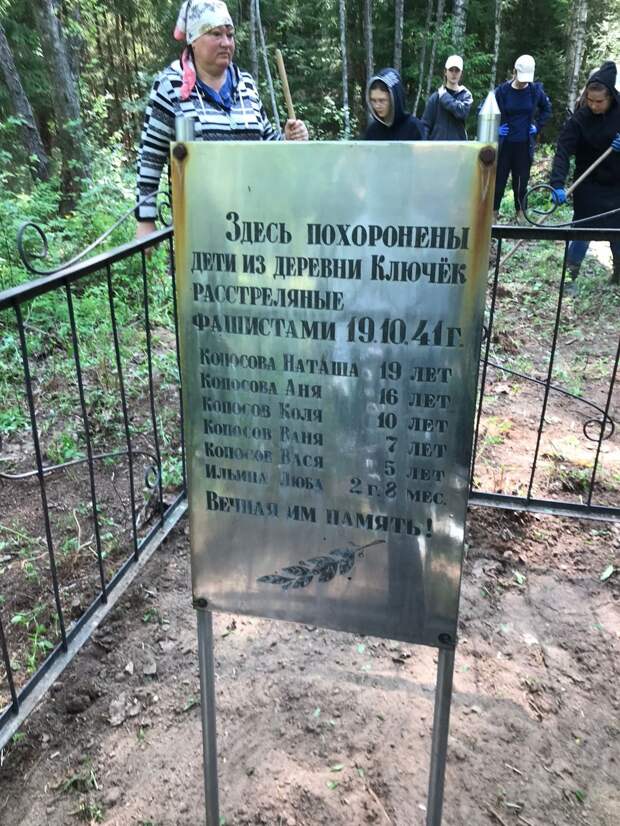 Здесь похоронены
дети из деревни Ключёк
расстреляные
фашистами 19.10.41 г.
Копосова Наташа 19 лет
Копосова Аня 16 лет
Копосов Коля 10 лет
Копосов Ваня 7 лет
Копосов Вася 5 лет
Ильина Люба 2 г. 8 мес.
Вечная им память!